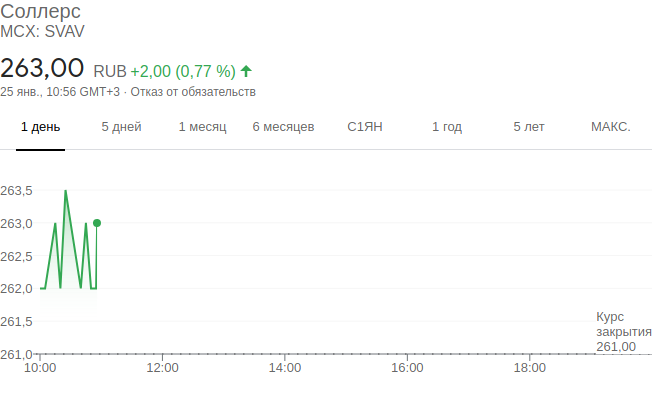 Соллерс
MCX: SVAV
263,00 RUB +2,00 (0,77 %)
25 янв., 10:56 GMT+3 · Отказ от обязательств
1 день 5 дней 1 месяц 6 месяцев С1ЯН 1 год 5 лет МАКС.
263,5
263,0
262,5
262,0
261,5
261,0
Курс
закрытия
261,00
10:00 12:00 14:00 16:00 18:00